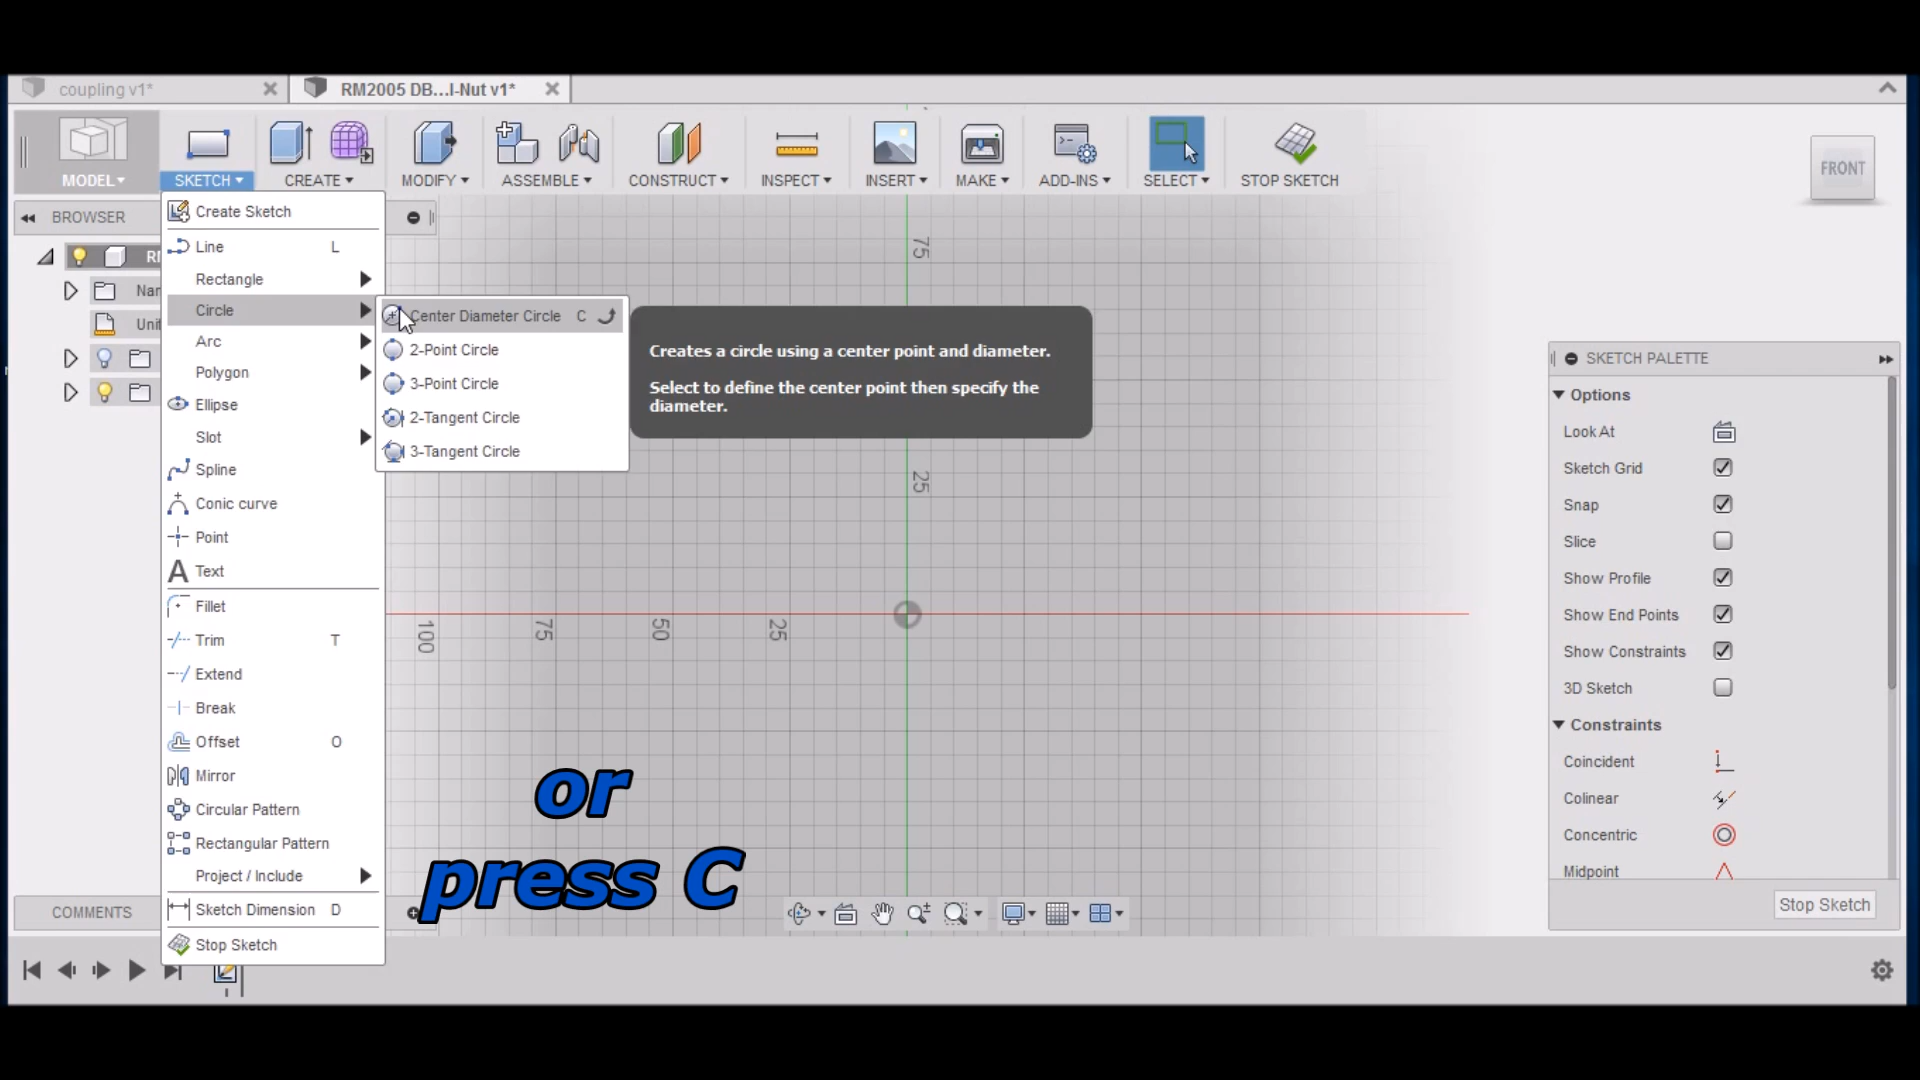 coupling v1*
RM2005 DB...l-Nut v1*
MODEL
SKETCH
CREATE
MODIFY
ASSEMBLE
CONSTRUCT
INSPECT
INSERT
MAKE
ADD-INS
SELECT
STOP SKETCH
FRONT
BROWSER
Create Sketch
Line L
Rectangle
Circle
Arc
Polygon
Ellipse
Slot
Spline
Conic curve
Point
A Text
Fillet
Trim T
Extend
Break
Offset O
Mirror
Circular Pattern
Rectangular Pattern
Project / Include
Sketch Dimension D
Stop Sketch
Center Diameter Circle C
2-Point Circle
3-Point Circle
2-Tangent Circle
3-Tangent Circle
Creates a circle using a center point and diameter.
Select to define the center point then specify the
diameter.
75
25
100
75
50
25
SKETCH PALETTE
Options
Look At
Sketch Grid
Snap
Slice
Show Profile
Show End Points
Show Constraints
3D Sketch
Constraints
Coincident
Colinear
Concentric
Midpoint
Stop Sketch
COMMENTS
or
press C